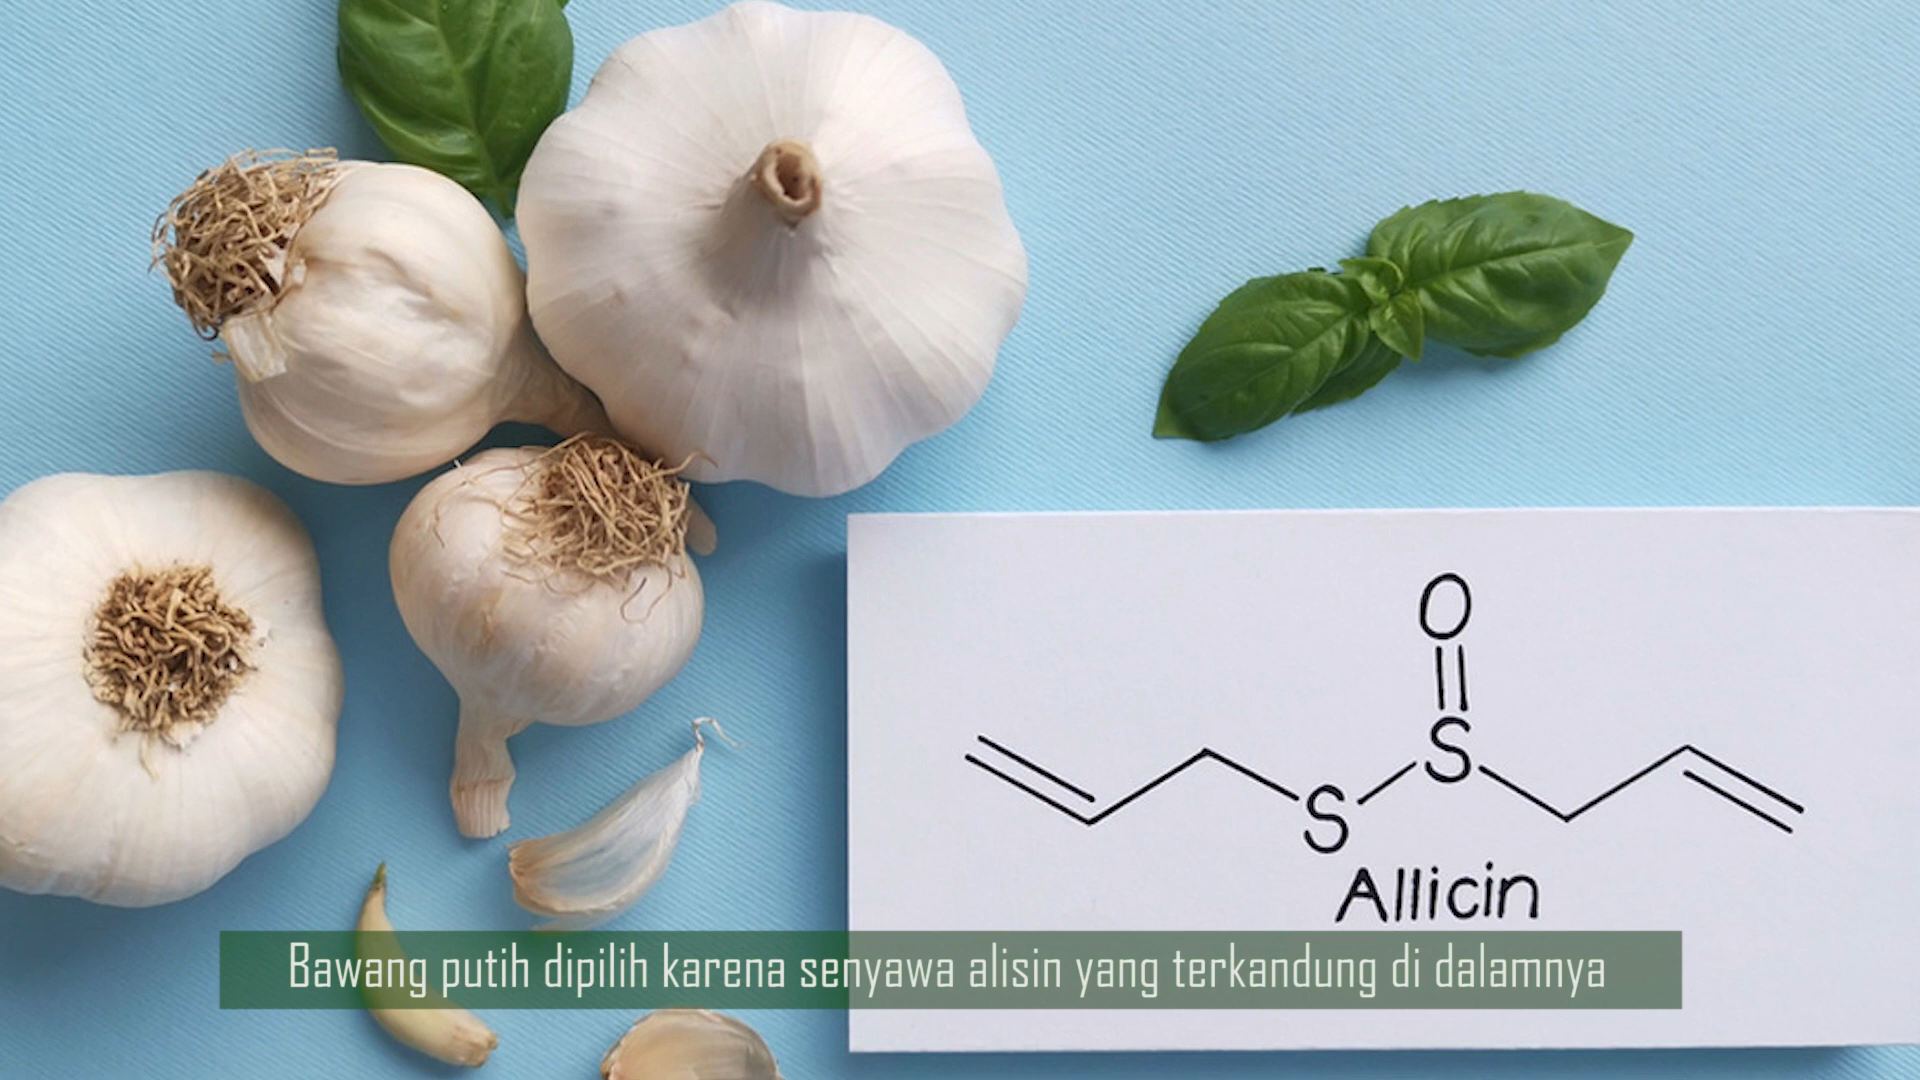 O
S
S
Allicin
Bawang putih dipilih karena senyawa alisin yang terkandung di dalamnya